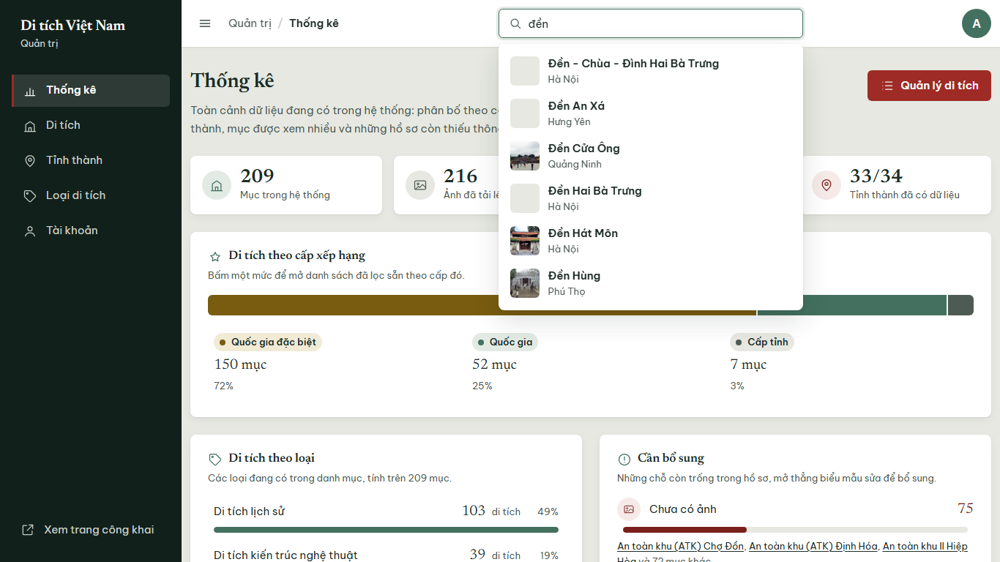 Di tích Việt Nam
Quản trị
Thống kê
Di tích
Tỉnh thành
Loại di tích
Tài khoản
Xem trang công khai
Quản trị / Thống kê
đền
A
Đền - Chùa - Đình Hai Bà Trưng
Hà Nội
Đền An Xá
Hưng Yên
Đền Cửa Ông
Quảng Ninh
Đền Hai Bà Trưng
Hà Nội
Đền Hát Môn
Hà Nội
Đền Hùng
Phú Thọ
Thống kê
Quản lý di tích
Toàn cảnh dữ liệu đang có trong hệ thống: phân bố theo
thành, mục được xem nhiều và những hồ sơ còn thiếu
209
Mục trong hệ thống
216
Ảnh đã tải
33/34
Tỉnh thành đã có dữ liệu
Di tích theo cấp xếp hạng
Bấm một mức để mở danh sách đã lọc sẵn theo cấp đó.
Quốc gia đặc biệt
150 mục
72%
Quốc gia
52 mục
25%
Cấp tỉnh
7 mục
3%
Di tích theo loại
Các loại đang có trong danh mục, tính trên 209 mục.
Di tích lịch sử 103 di tích 49%
Di tích kiến trúc nghệ thuật 39 di tích 19%
Cần bổ sung
Những chỗ còn trống trong hồ sơ, mở thẳng biểu mẫu sửa để bổ sung.
Chưa có ảnh 75
An toàn khu (ATK) Chợ Đồn, An toàn khu (ATK) Định Hóa, An toàn khu II Hiệp
Hòa và 72 mục khác